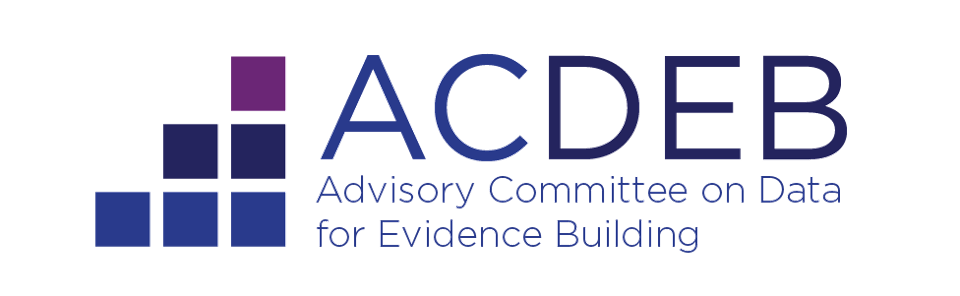 ACDEB
Advisory Committee on Data
for Evidence Building